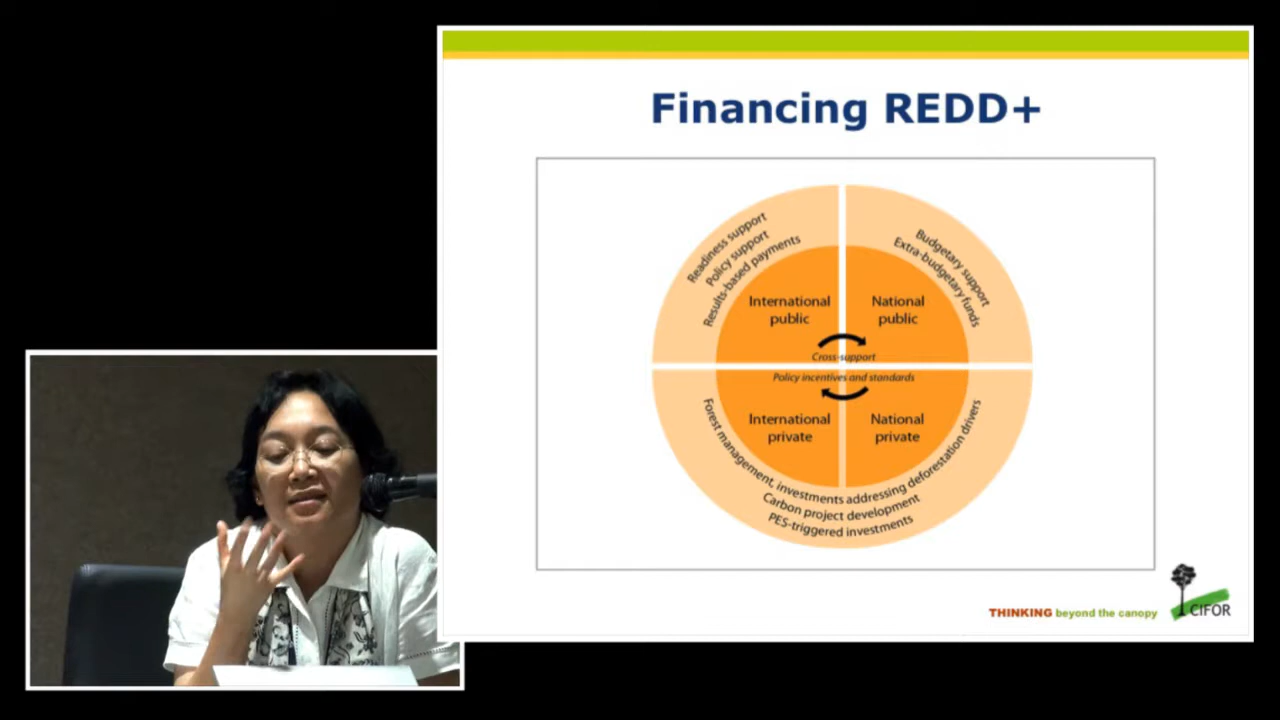 Financing REDD+
Readiness support
Policy support
Results-based payments
Budgetary support
Extra-budgetary funds
International
public
National
public
Cross-support
Policy incentives and standards
International
private
National
private
Forest management, investments addressing deforestation drivers
Carbon project development
PES-triggered investments
THINKING beyond the canopy
CIFOR